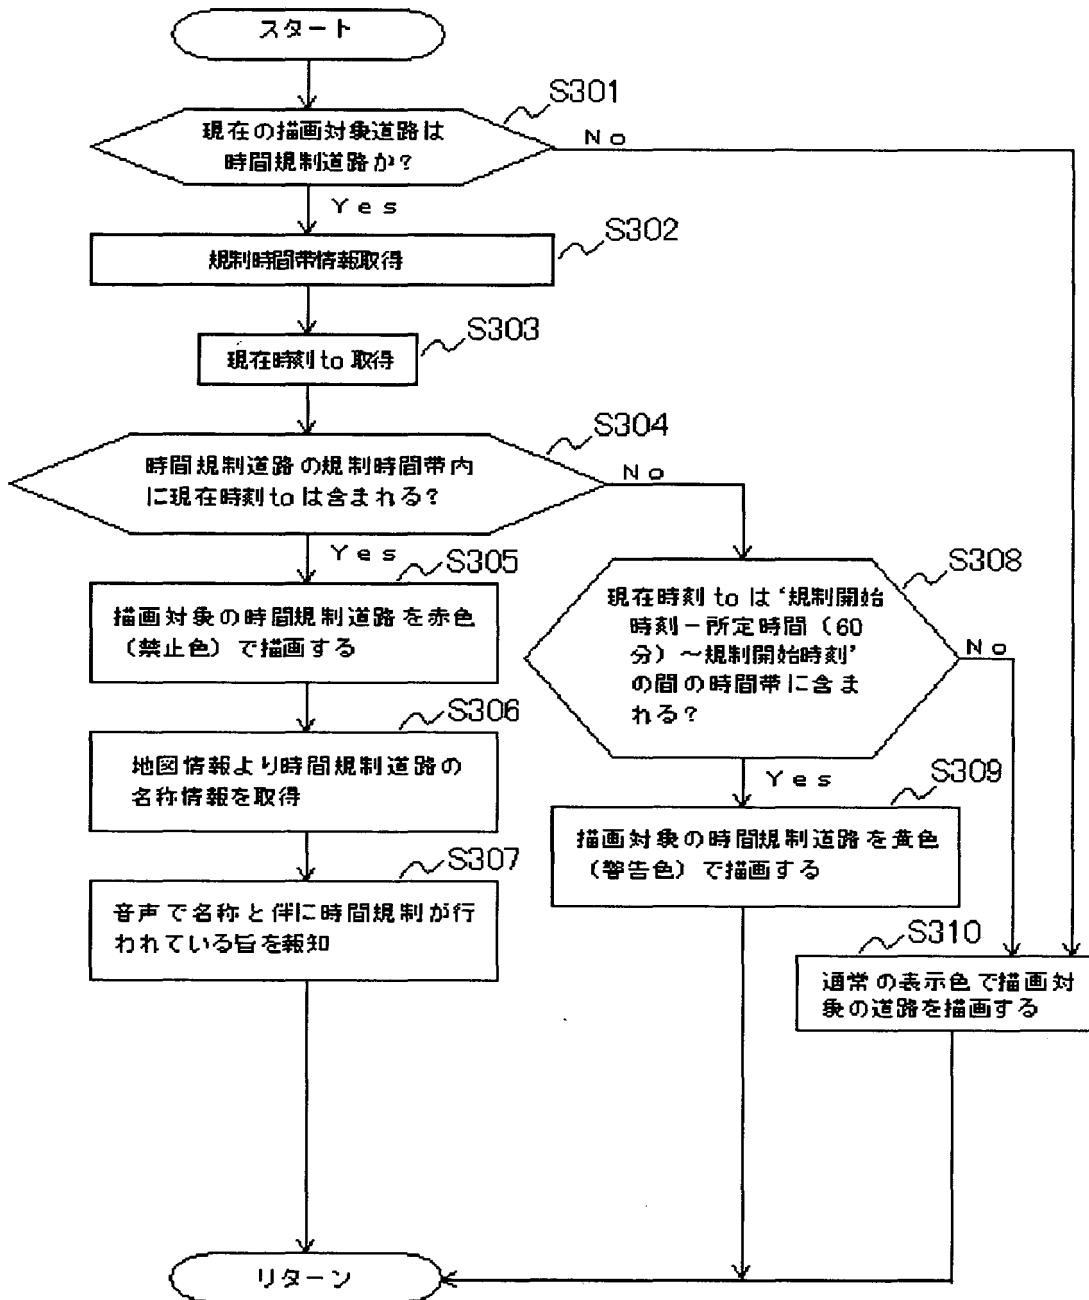 スタート
S301
現在の描画対象道路は
時間規制道路か?
No
Yes
S302
規制時間帯情報取得
S303
現在時刻to取得
S304
時間規制道路の規制時間帯内
に現在時刻toは含まれる?
No
Yes
S305
描画対象の時間規制道路を赤色
(禁止色)で描画する
S308
現在時刻toは‘規制開始
時刻−所定時間(60
分)〜規制開始時刻’
の間の時間帯に含ま
れる?
No
Yes
S306
地図情報より時間規制道路の
名称情報を取得
S309
描画対象の時間規制道路を黄色
(警告色)で描画する
S307
音声で名称と伴に時間規制が行
われている旨を報知
S310
通常の表示色で描画対
象の道路を描画する
リターン